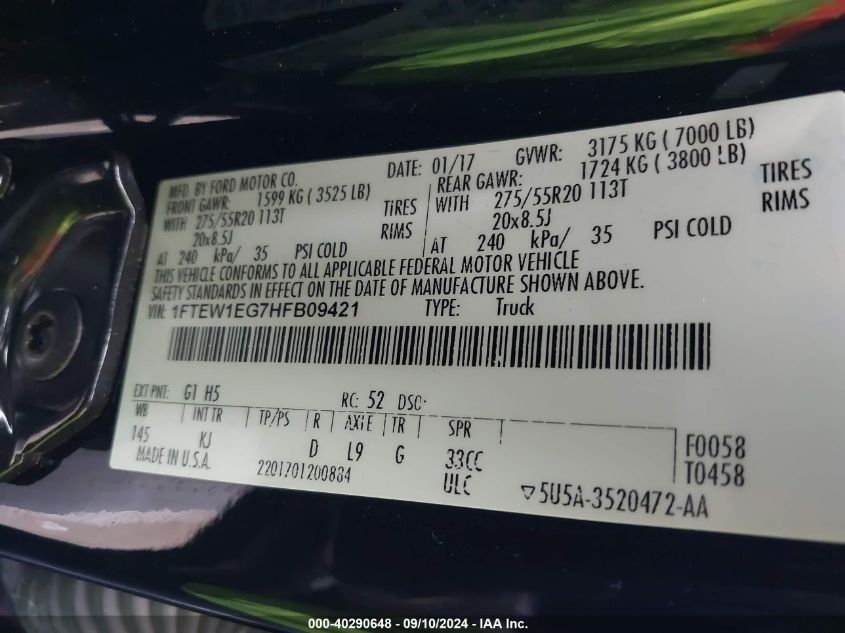 MFD. BY FORD MOTOR CO. DATE: 01/17 GVWR: 3175 KG ( 7000 LB)
FRONT GAWR: 1599 KG ( 3525 LB) REAR GAWR: 1724 KG ( 3800 LB)
WITH 275/55R20 113T TIRES WITH 275/55R20 113T TIRES
20x8.5J RIMS 20x8.5J RIMS
AT 240 kPa/ 35 PSI COLD AT 240 kPa/ 35 PSI COLD
THIS VEHICLE CONFORMS TO ALL APPLICABLE FEDERAL MOTOR VEHICLE
SAFETY STANDARDS IN EFFECT ON THE DATE OF MANUFACTURE SHOWN ABOVE.
VIN: 1FTEW1EG7HFB09421 TYPE: Truck
EXT PNT: G1 H5 RC: 52 DSO:
WB INT TR TP/PS R AXLE TR SPR
145 KJ D L9 G 33CC F0058
MADE IN U.S.A. 2201701200884 ULC T0458
▽5U5A-3520472-AA
000-40290648 - 09/10/2024 - IAA Inc.